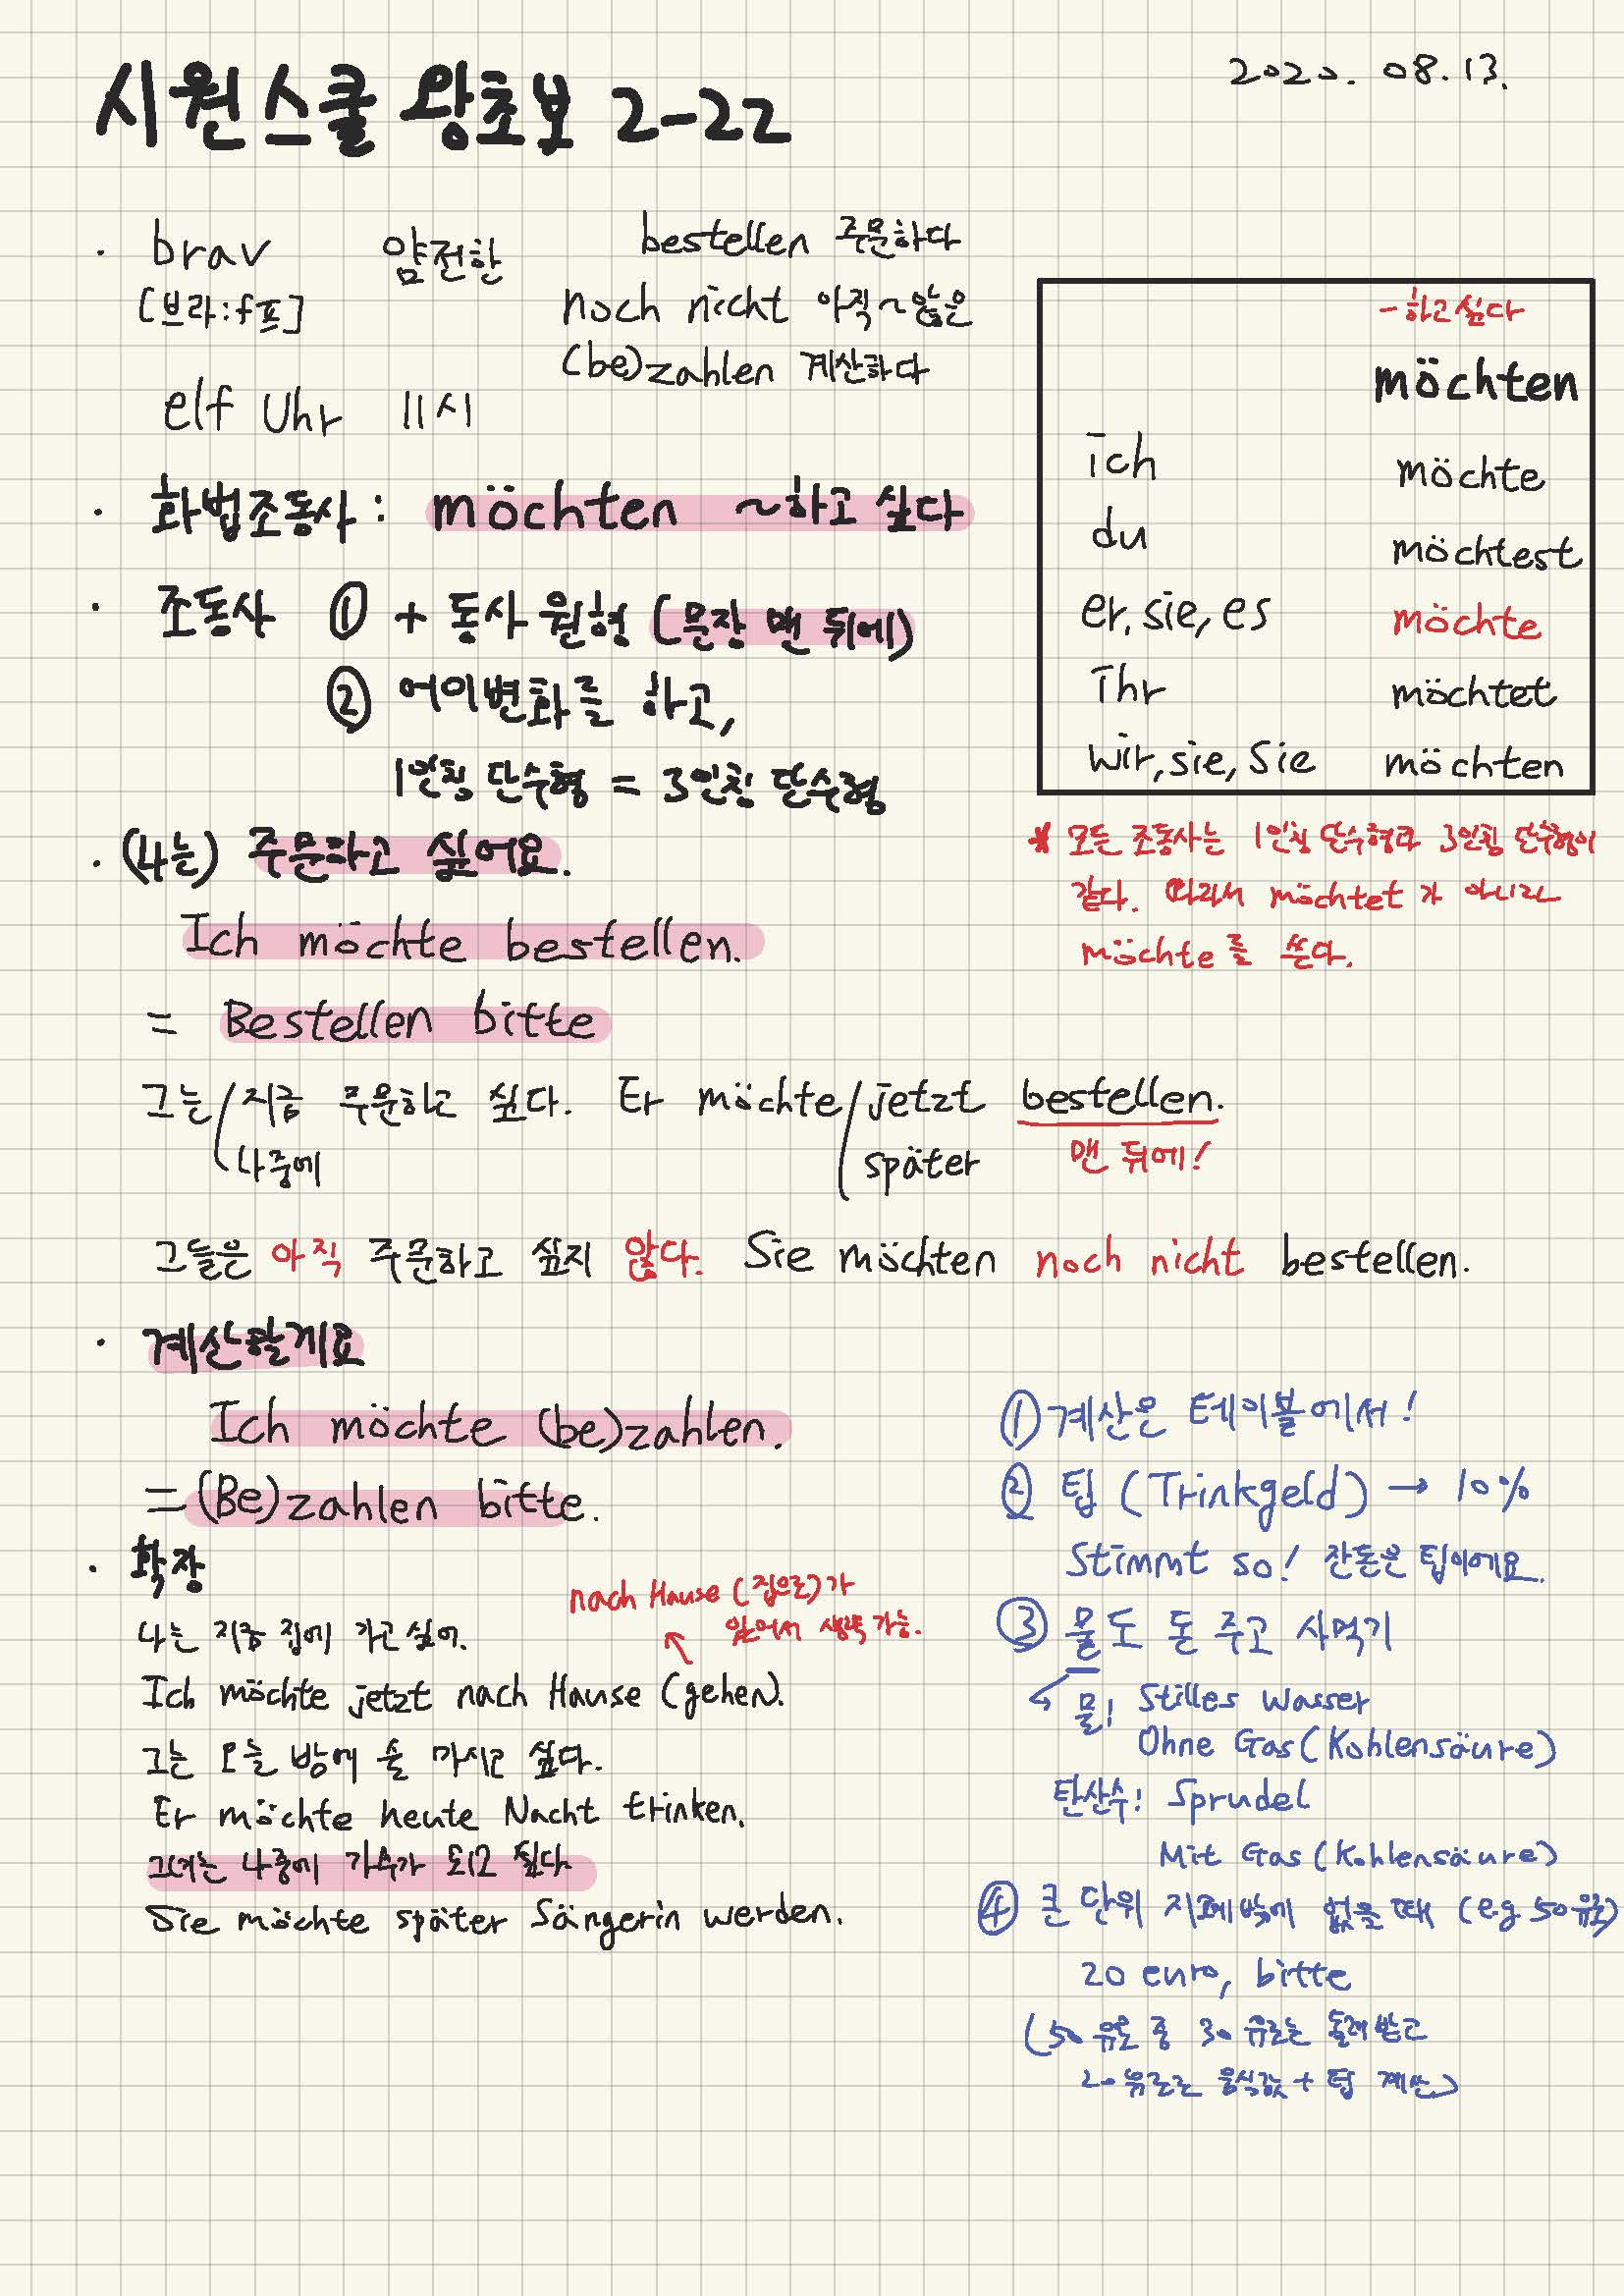 시원스쿨 왕초보 2-22
2020. 08. 13.
· brav 얌전한
[브라:f프]
elf Uhr 11시
bestellen 주문하다
noch nicht 아직~않은
(be)zahlen 계산하다
-하고싶다
möchten
ich möchte
du möchtest
er, sie, es möchte
Ihr möchtet
wir, sie, Sie möchten
* 모든 조동사는 1인칭 단수형과 3인칭 단수형이
같다. 따라서 möchtet 가 아니라
möchte를 쓴다.
· 화법조동사: möchten ~하고 싶다
· 조동사 ① + 동사 원형 (문장 맨 뒤에)
② 어미변화를 하고,
1인칭 단수형 = 3인칭 단수형
· (나는) 주문하고 싶어요.
Ich möchte bestellen.
= Bestellen bitte
그는 / 지금 주문하고 싶다. Er möchte / jetzt bestellen.
나중에 später 맨 뒤에!
그들은 아직 주문하고 싶지 않다. Sie möchten noch nicht bestellen.
· 계산할게요
Ich möchte (be)zahlen.
= (Be)zahlen bitte.
· 확장
나는 지금 집에 가고 싶어.
nach Hause (집으로)가
있어서 생략 가능.
Ich möchte jetzt nach Hause (gehen).
그는 오늘 밤에 술 마시고 싶다.
Er möchte heute Nacht trinken.
그녀는 나중에 가수가 되고 싶다
Sie möchte später Sängerin werden.
① 계산은 테이블에서!
② 팁 (Trinkgeld) → 10%
Stimmt so! 잔돈은 팁이에요.
③ 물도 돈 주고 사먹기
물! Stilles Wasser
Ohne Gas (Kohlensäure)
탄산수! Sprudel
Mit Gas (Kohlensäure)
④ 큰 단위 지폐밖에 없을 때 (e.g 50유로)
20 euro, bitte
(50유로 중 30유로는 돌려받고
20유로로 음식값 + 팁 계산)